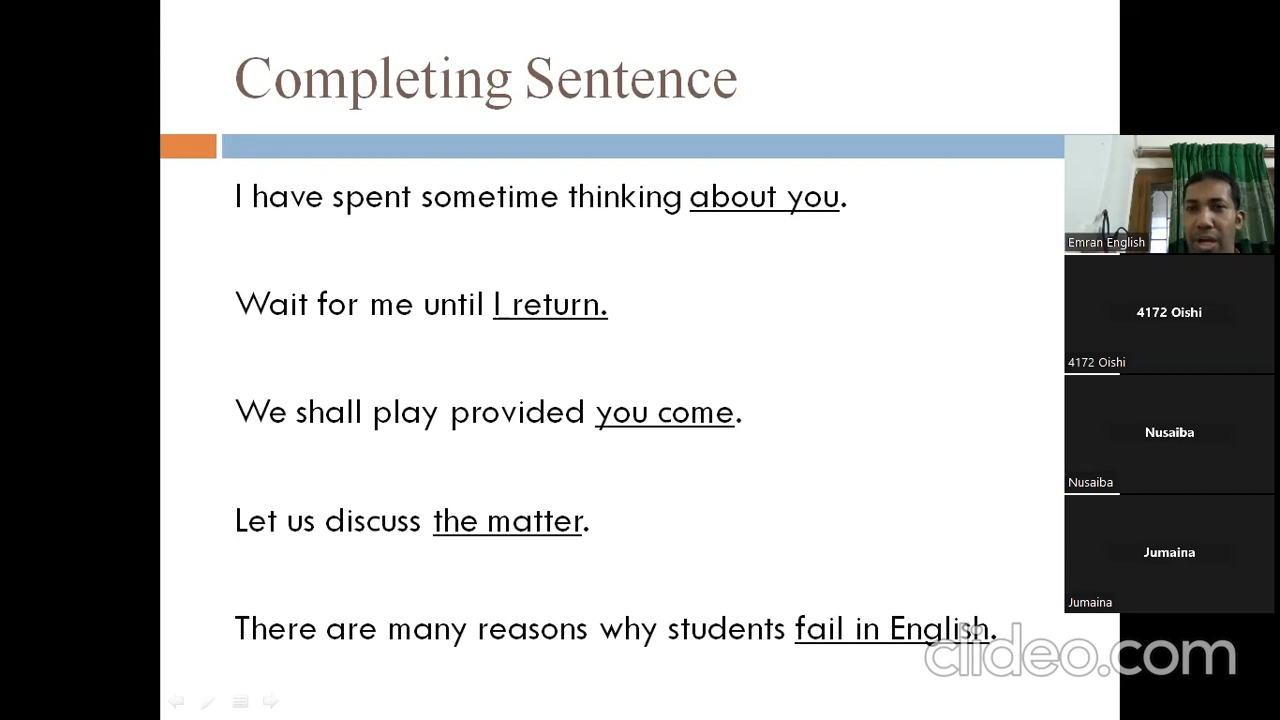 Completing Sentence
I have spent sometime thinking about you.
Wait for me until I return.
We shall play provided you come.
Let us discuss the matter.
There are many reasons why students fail in English.
Emran English
4172 Oishi
4172 Oishi
Nusaiba
Nusaiba
Jumaina
Jumaina
clideo.com